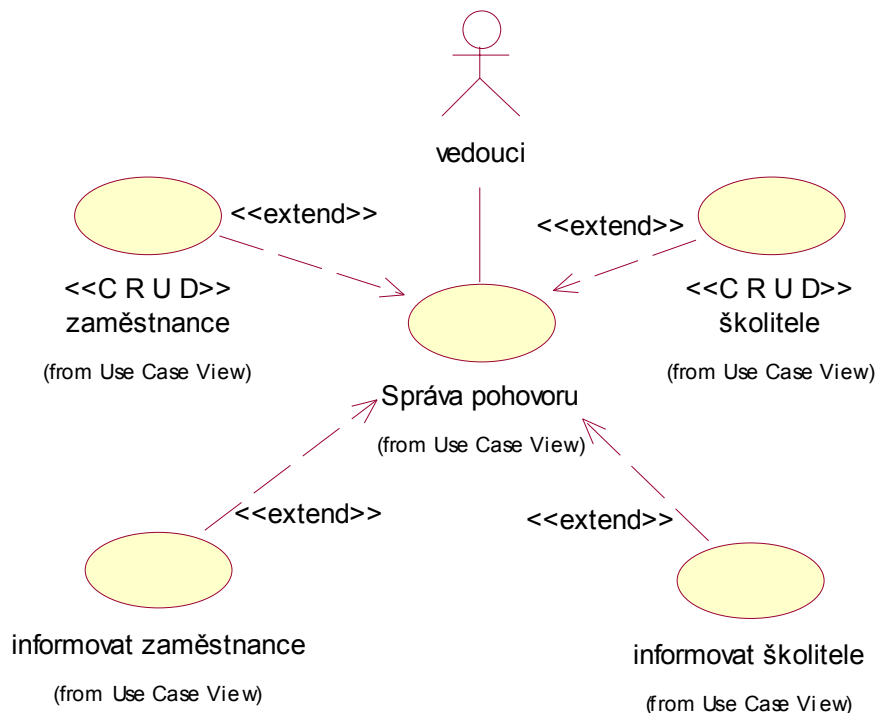 vedouci
<<extend>>
<<extend>>
<<C R U D>>
zaměstnance
(from Use Case View)
<<C R U D>>
školitele
(from Use Case View)
Správa pohovoru
(from Use Case View)
<<extend>>
<<extend>>
informovat zaměstnance
(from Use Case View)
informovat školitele
(from Use Case View)